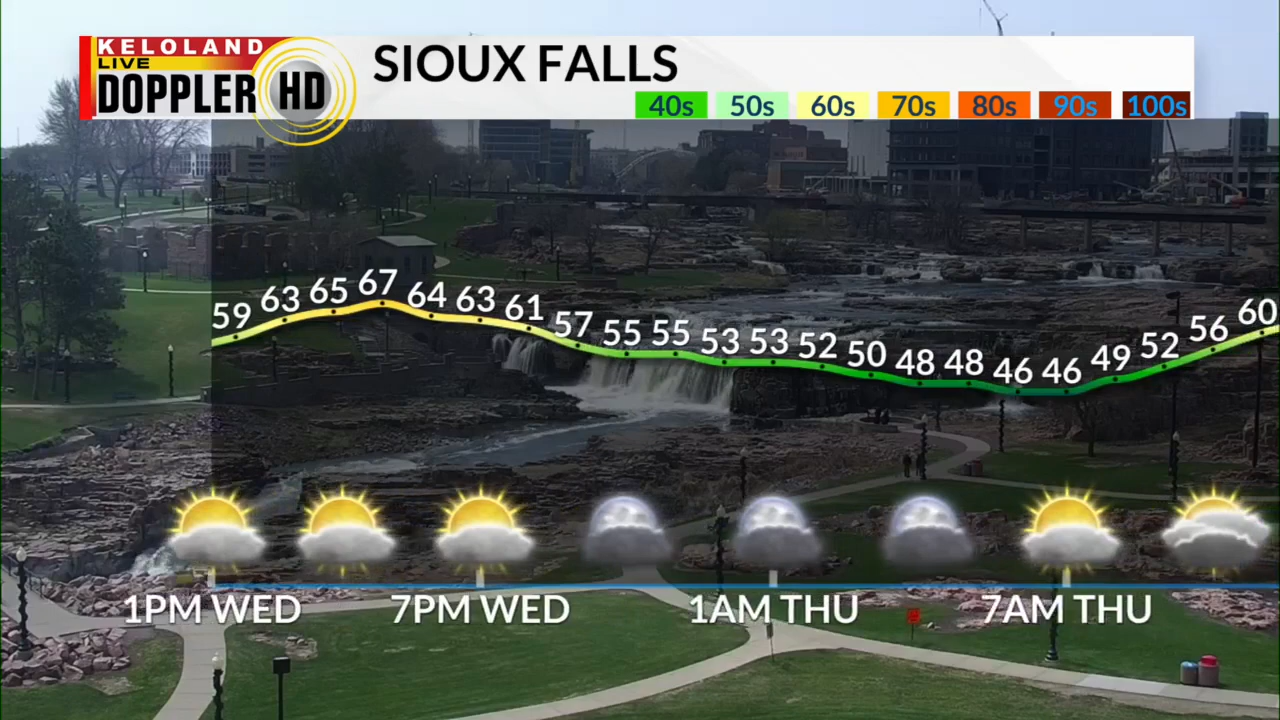 KELOLAND
LIVE
DOPPLER HD
SIOUX FALLS
40s 50s 60s 70s 80s 90s 100s
59 63 65 67 64 63 61 57 55 55 53 53 52 50 48 48 46 46 49 52 56 60
1PM WED 7PM WED 1AM THU 7AM THU